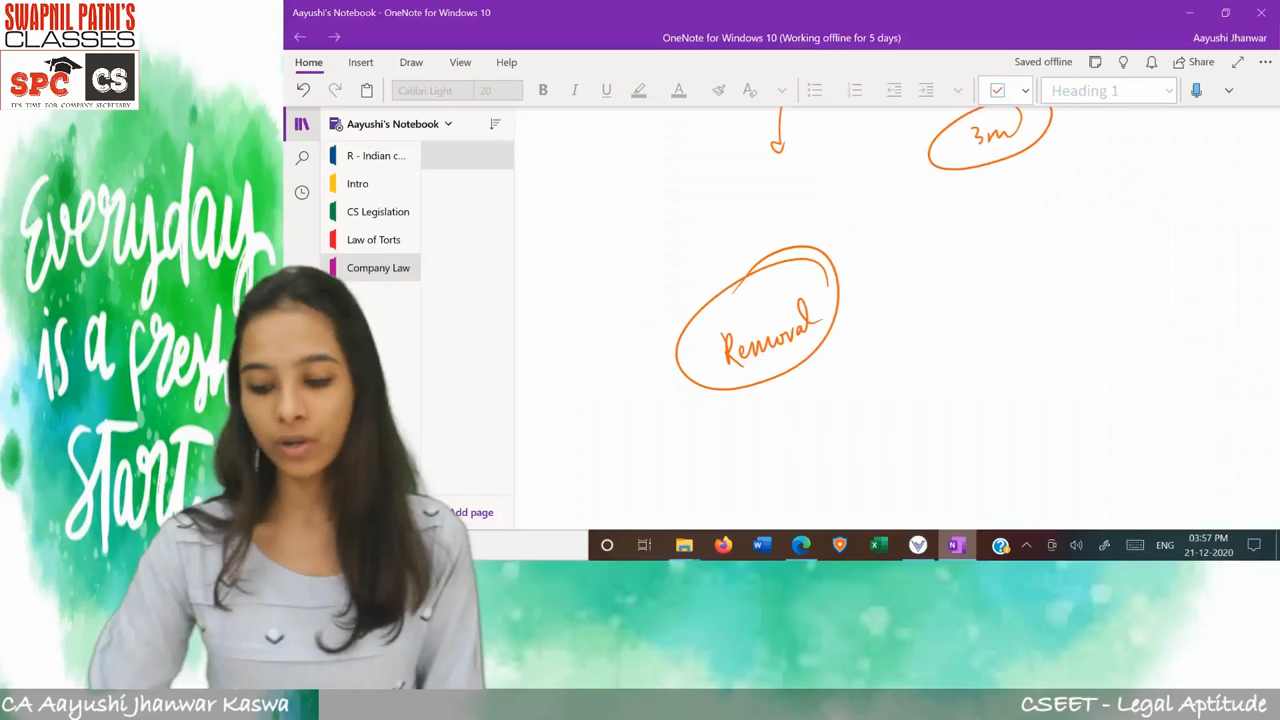 SWAPNIL PATNI'S
CLASSES
SPC CS
IT'S TIME FOR COMPANY SECRETARY
Everyday
is a fresh
Start.
Aayushi's Notebook - OneNote for Windows 10
OneNote for Windows 10 (Working offline for 5 days)
Aayushi Jhanwar
Home Insert Draw View Help
Saved offline
Share
Calibri Light 20
B I U A
Heading 1
Aayushi's Notebook
R - Indian c...
Intro
CS Legislation
Law of Torts
Company Law
Add page
3m
Removal
ENG
03:57 PM
21-12-2020
CA Aayushi Jhanwar Kaswa
CSEET - Legal Aptitude